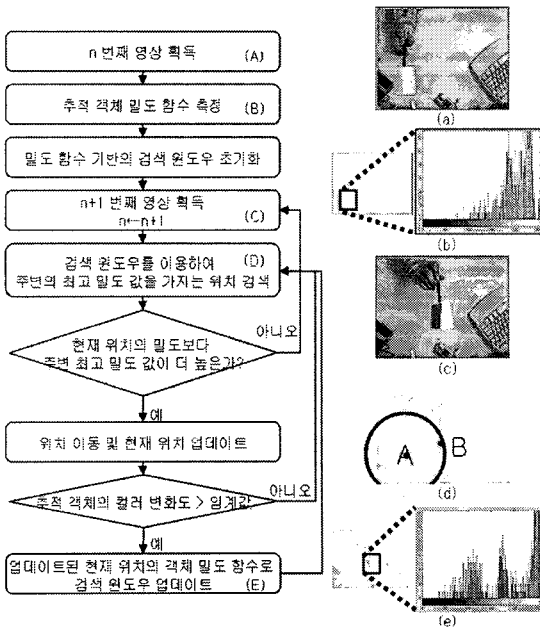 n 번째 영상 획득 (A)
추적 객체 밀도 함수 측정 (B)
밀도 함수 기반의 검색 윈도우 초기화
n+1 번째 영상 획득
n←n+1 (C)
검색 윈도우를 이용하여 (D)
주변의 최고 밀도 값을 가지는 위치 검색
아니오
현재 위치의 밀도보다
주변 최고 밀도 값이 더 높은가?
예
위치 이동 및 현재 위치 업데이트
아니오
추적 객체의 컬러 변화도 > 임계값
예
업데이트된 현재 위치의 객체 밀도 함수로
검색 윈도우 업데이트 (E)
(a)
(b)
(c)
A B
(d)
(e)